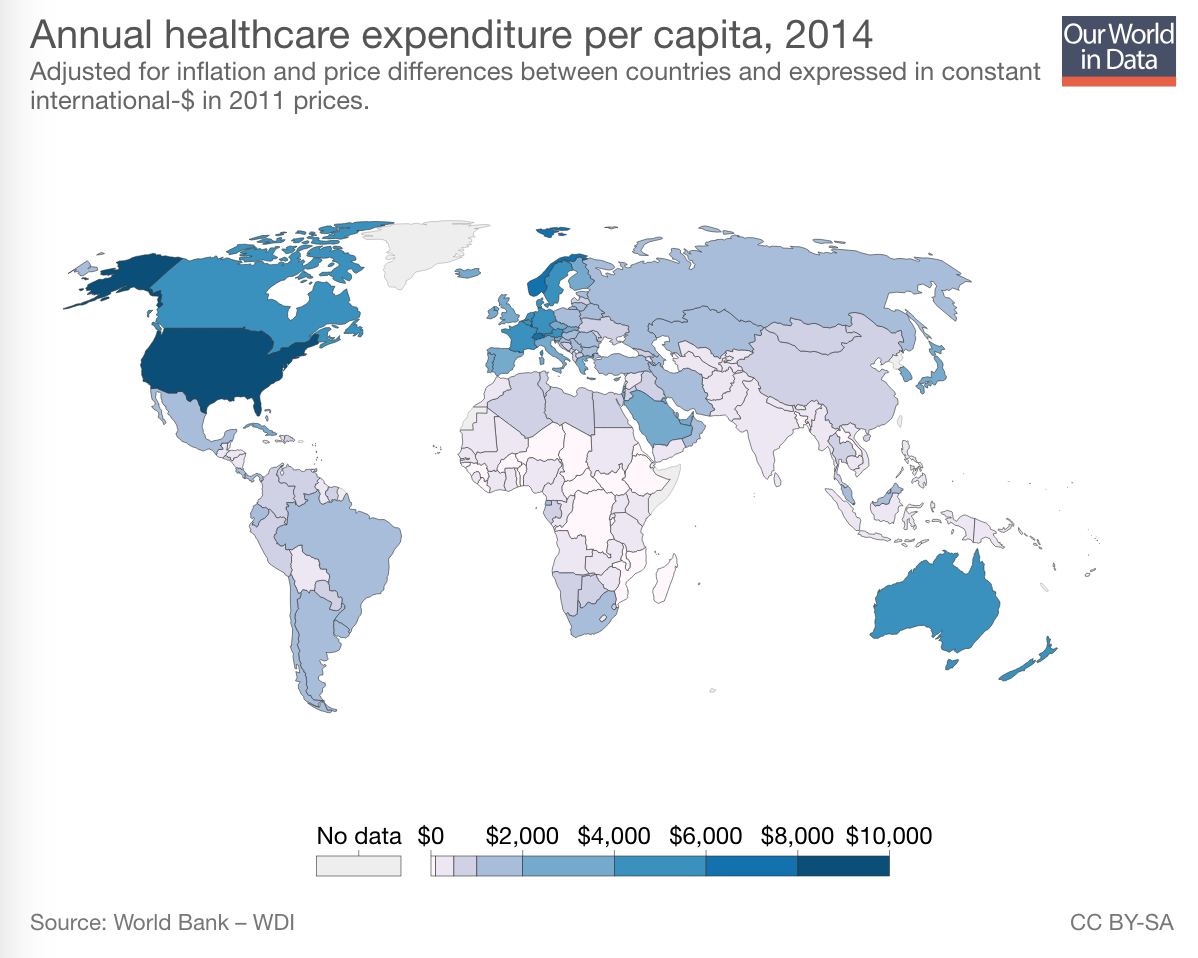 Annual healthcare expenditure per capita, 2014
Our World
in Data
Adjusted for inflation and price differences between countries and expressed in constant
international-$ in 2011 prices.
No data $0 $2,000 $4,000 $6,000 $8,000 $10,000
Source: World Bank – WDI
CC BY-SA